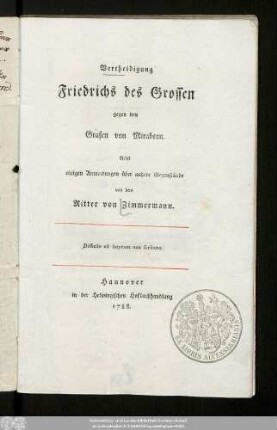 Vertheidigung
Friedrichs des Grossen
gegen den
Grafen von Mirabeau.
Nebst
einigen Anmerkungen über andere Gegenstände
von dem
Ritter von Zimmermann.
Hannover
in der Helwingschen Hofbuchhandlung
1788.